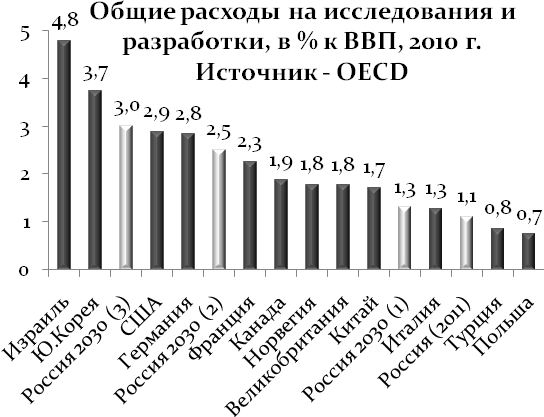 Общие расходы на исследования и
разработки, в % к ВВП, 2010 г.
Источник - OECD
5
4
3
2
1
0
4,8
3,7
3,0
2,9
2,8
2,5
2,3
1,9
1,8
1,8
1,7
1,3
1,3
1,1
0,8
0,7
Израиль
Ю.Корея
Россия 2030 (3)
США
Германия
Россия 2030 (2)
Франция
Канада
Норвегия
Великобритания
Китай
Россия 2030 (1)
Италия
Россия (2011)
Турция
Польша